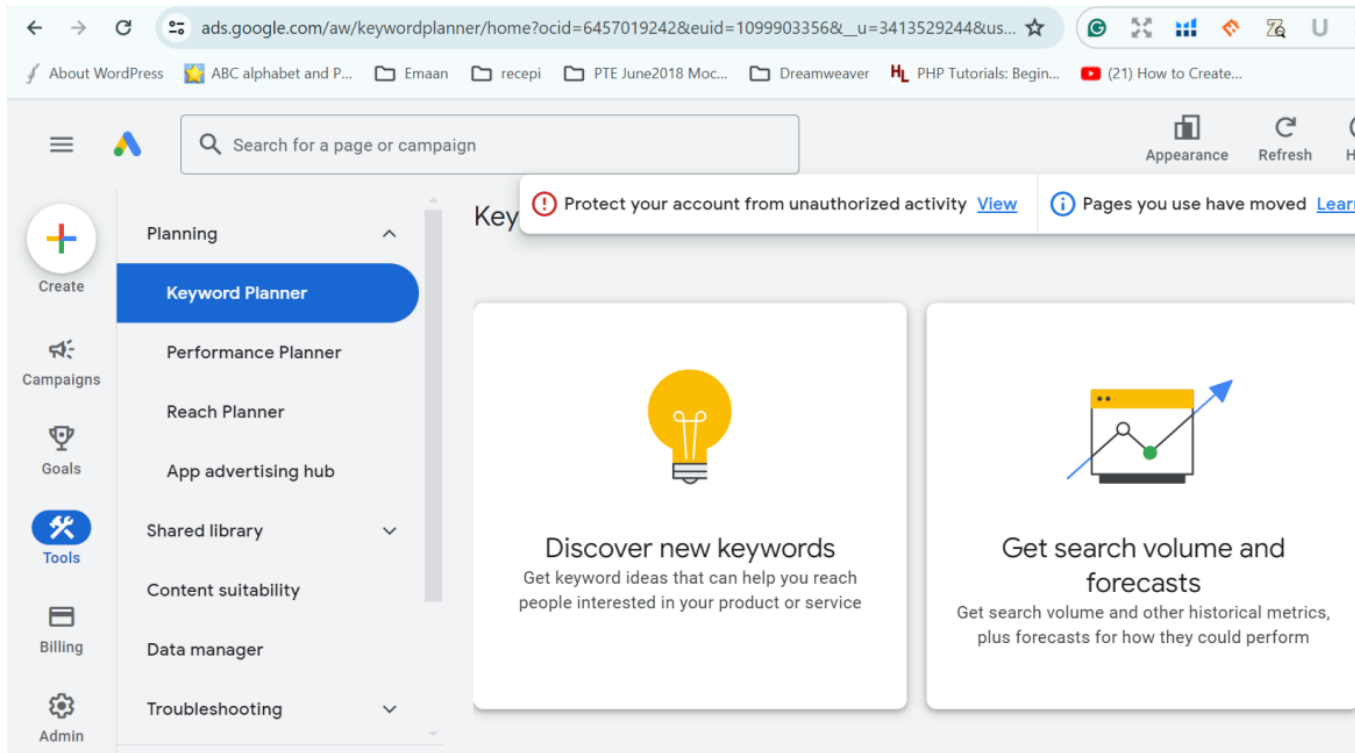 ads.google.com/aw/keywordplanner/home?ocid=6457019242&euid=1099903356&__u=3413529244&us...
About WordPress
ABC alphabet and P...
Emaan
recepi
PTE June2018 Moc...
Dreamweaver
HL PHP Tutorials: Begin...
(21) How to Create...
Search for a page or campaign
Appearance
Refresh
Protect your account from unauthorized activity View
Pages you use have moved
Create
Campaigns
Goals
Tools
Billing
Admin
Planning
Keyword Planner
Performance Planner
Reach Planner
App advertising hub
Shared library
Content suitability
Data manager
Troubleshooting
Key
Discover new keywords
Get keyword ideas that can help you reach
people interested in your product or service
Get search volume and
forecasts
Get search volume and other historical metrics,
plus forecasts for how they could perform